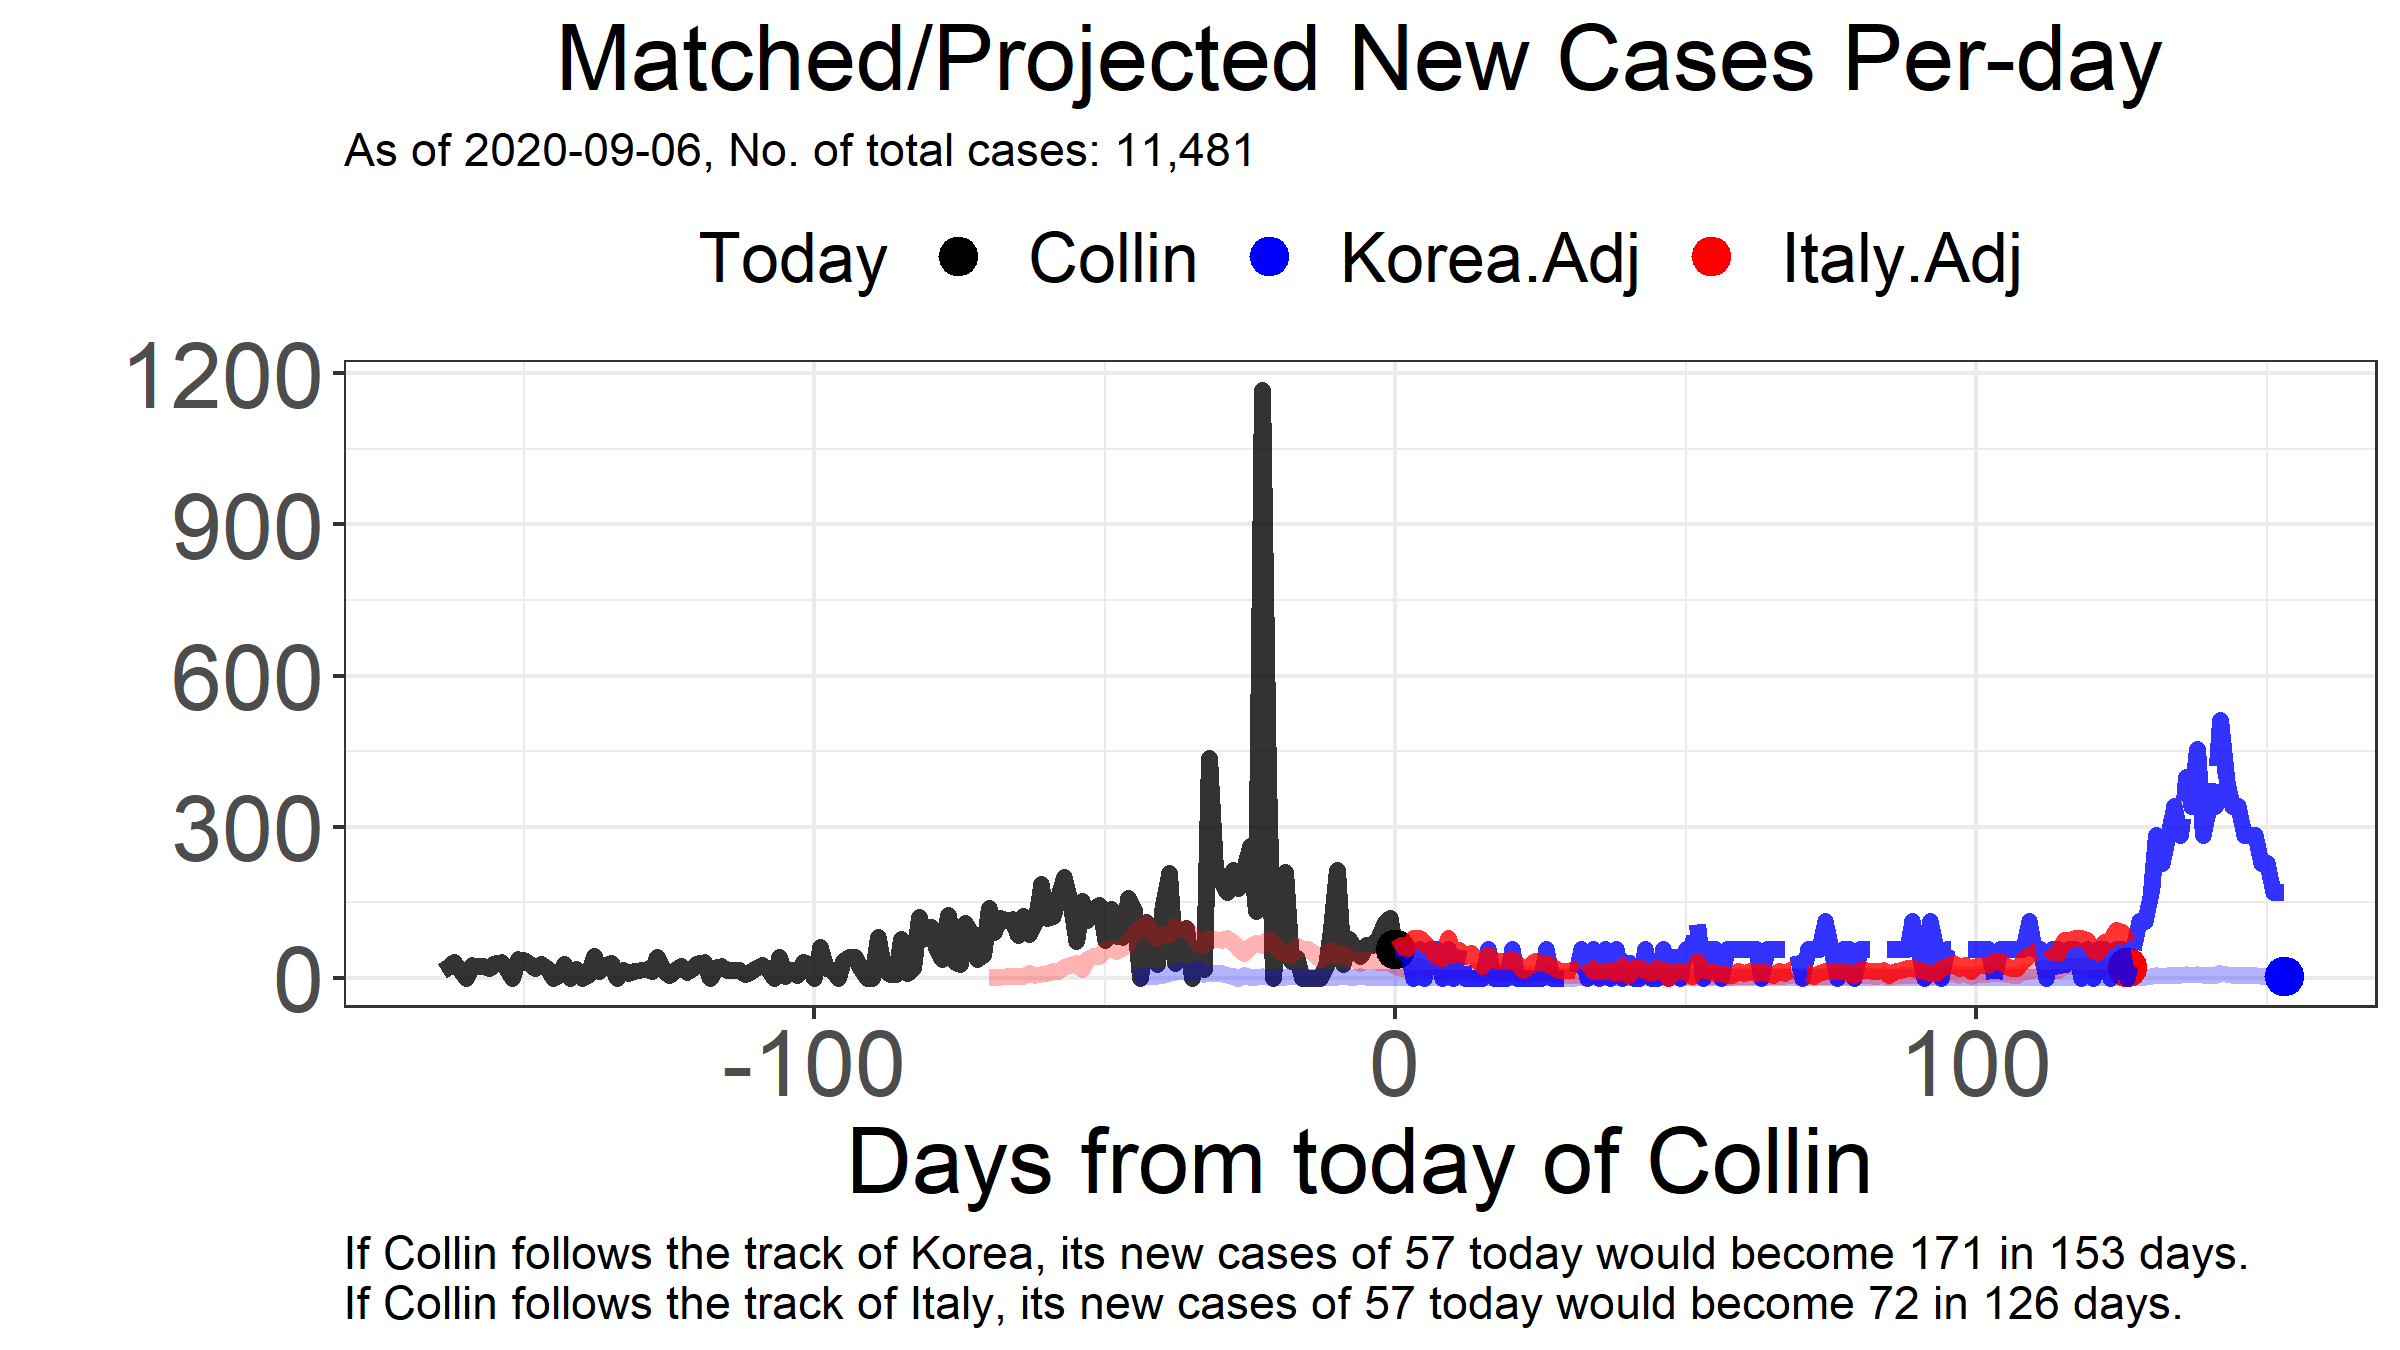 Matched/Projected New Cases Per-day
As of 2020-09-06, No. of total cases: 11,481
Today Collin Korea.Adj Italy.Adj
1200
900
600
300
0
-100 0 100
Days from today of Collin
If Collin follows the track of Korea, its new cases of 57 today would become 171 in 153 days.
If Collin follows the track of Italy, its new cases of 57 today would become 72 in 126 days.